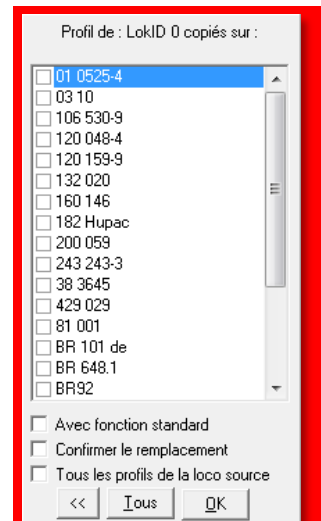 Profil de : LokID 0 copiés sur :
01 0525-4
03 10
106 530-9
120 048-4
120 159-9
132 020
160 146
182 Hupac
200 059
243 243-3
38 3645
429 029
81 001
BR 101 de
BR 648.1
BR92
Avec fonction standard
Confirmer le remplacement
Tous les profils de la loco source
<< Tous OK